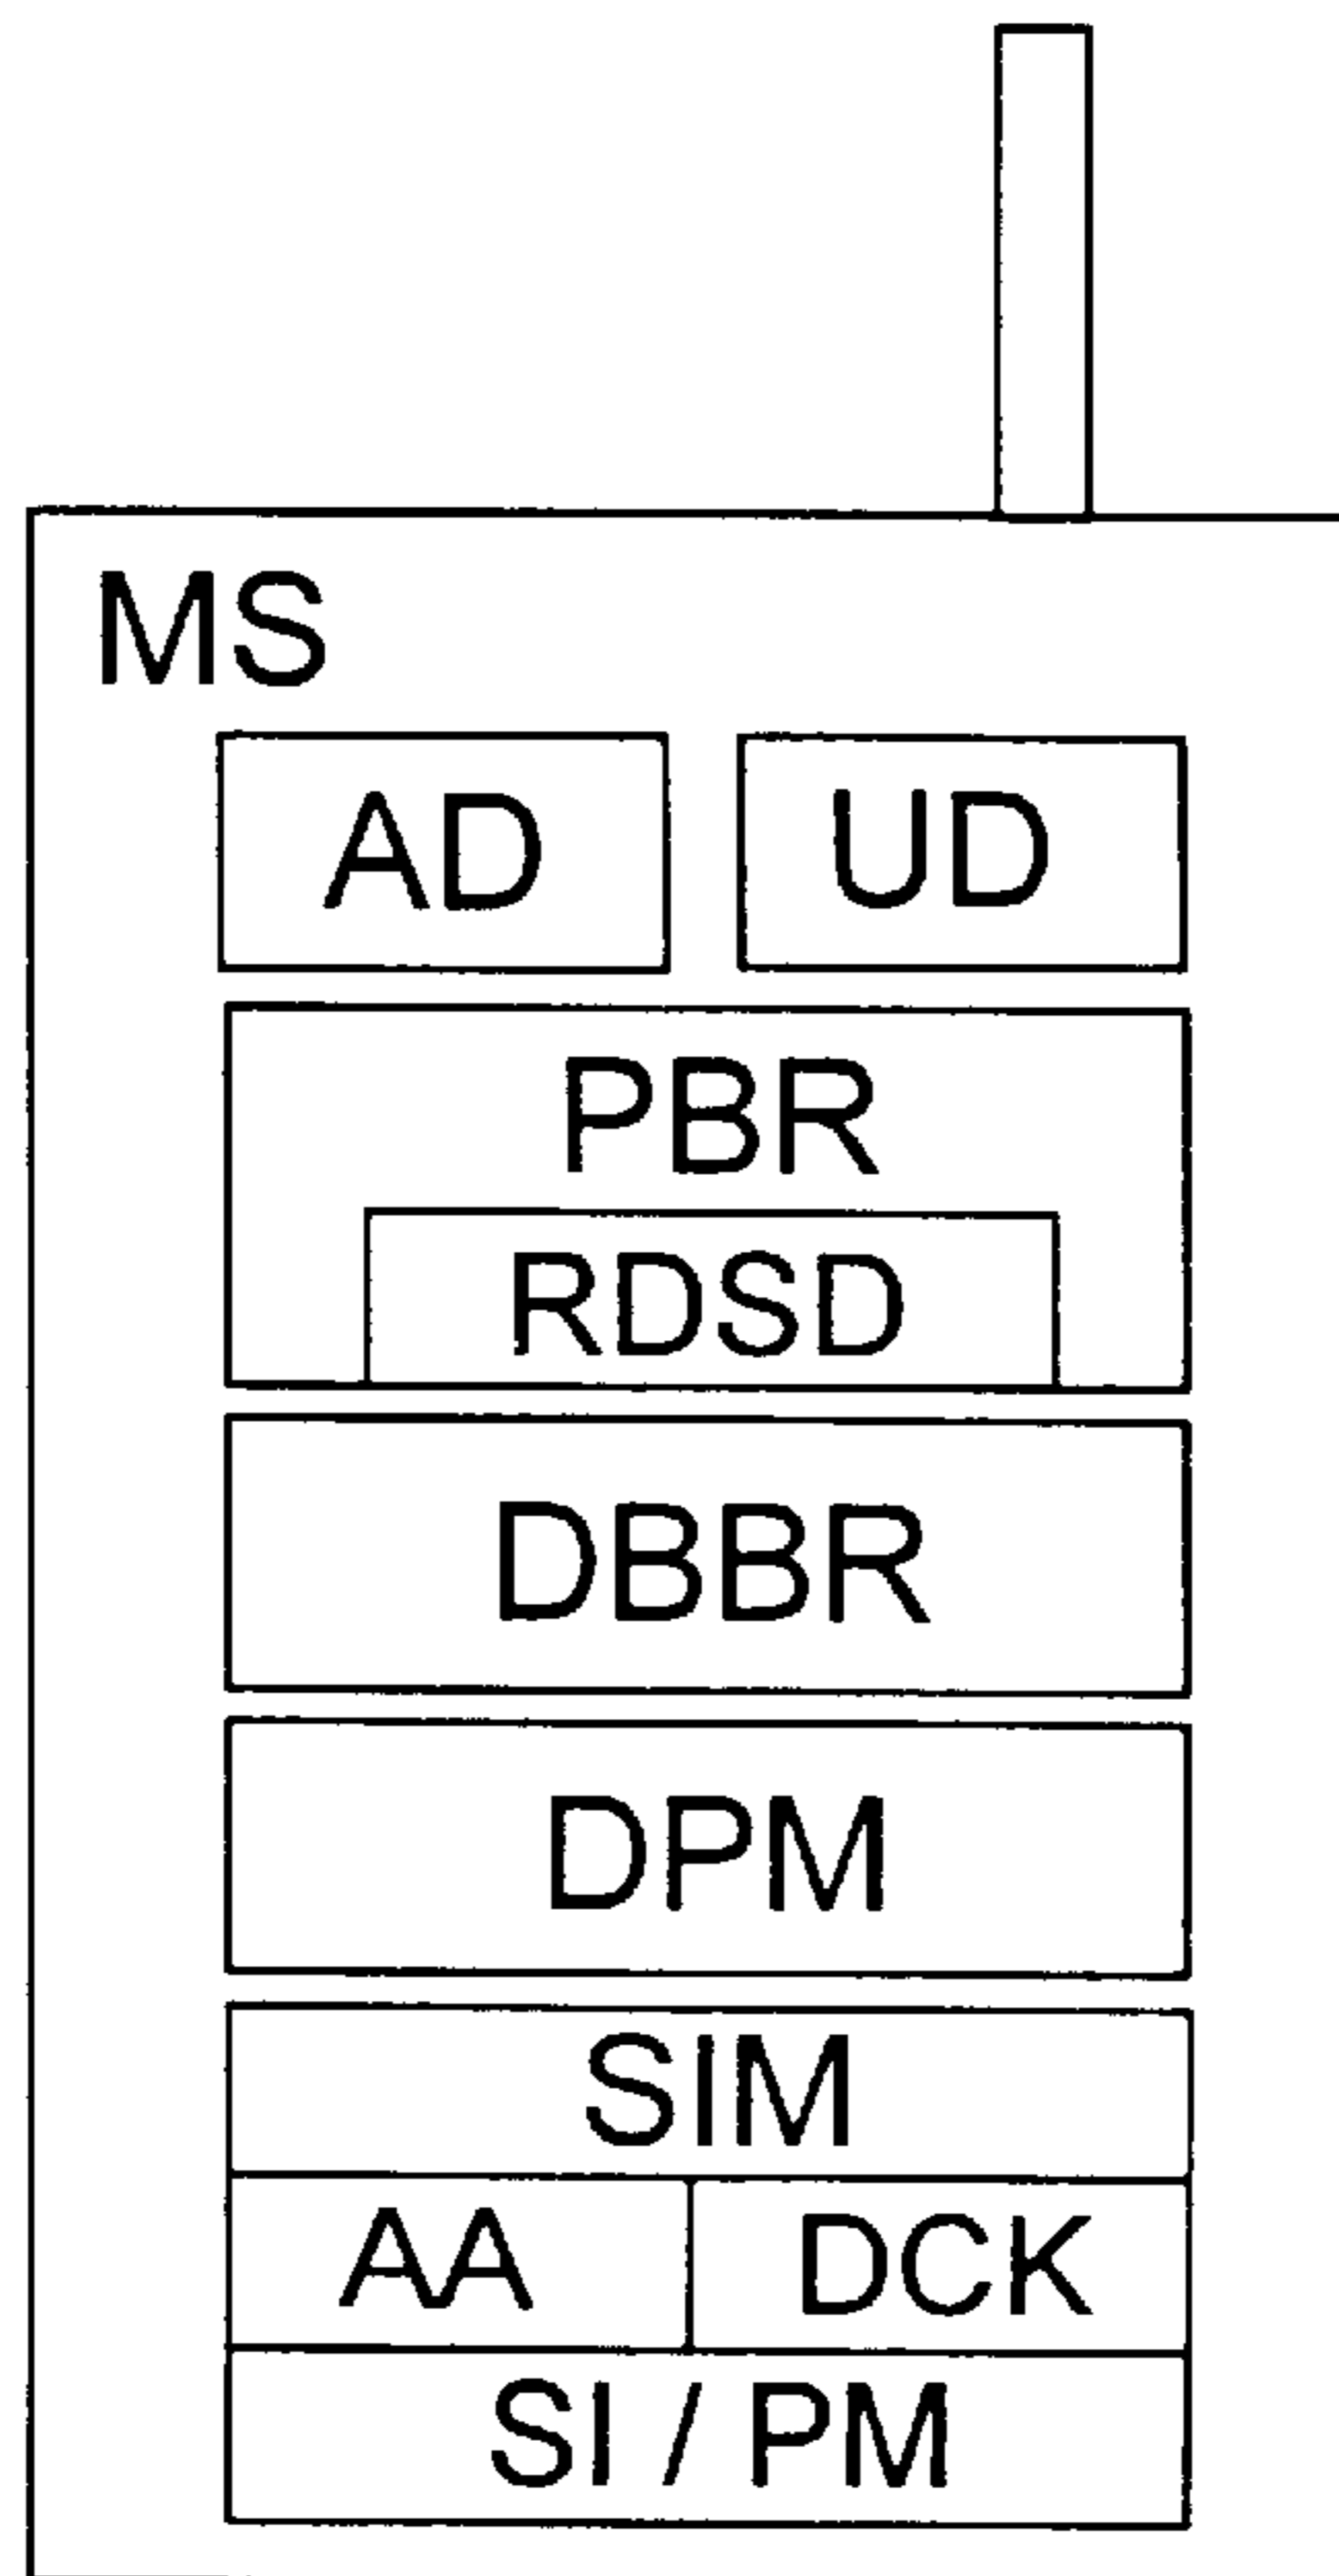 MS
AD UD
PBR
RDSD
DBBR
DPM
SIM
AA DCK
SI / PM